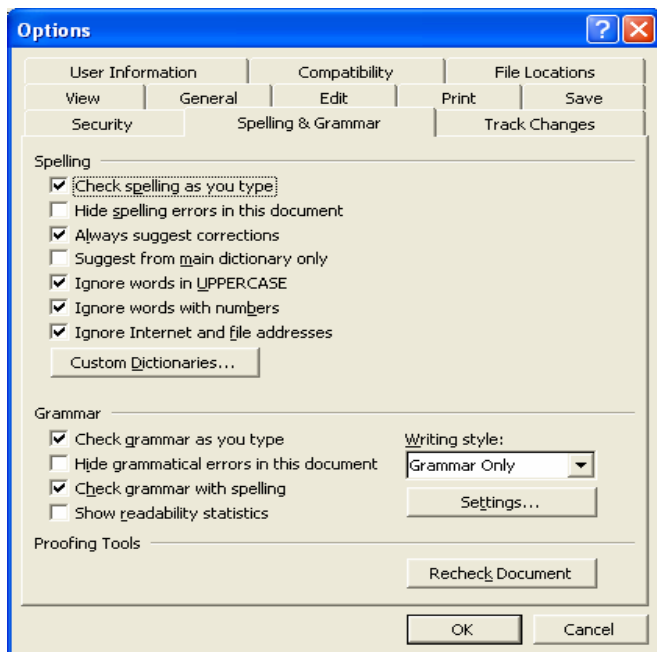 Options
User Information Compatibility File Locations
View General Edit Print Save
Security Spelling & Grammar Track Changes
Spelling
Check spelling as you type
Hide spelling errors in this document
Always suggest corrections
Suggest from main dictionary only
Ignore words in UPPERCASE
Ignore words with numbers
Ignore Internet and file addresses
Custom Dictionaries...
Grammar
Check grammar as you type Writing style:
Hide grammatical errors in this document Grammar Only
Check grammar with spelling
Settings...
Show readability statistics
Proofing Tools
Recheck Document
OK Cancel